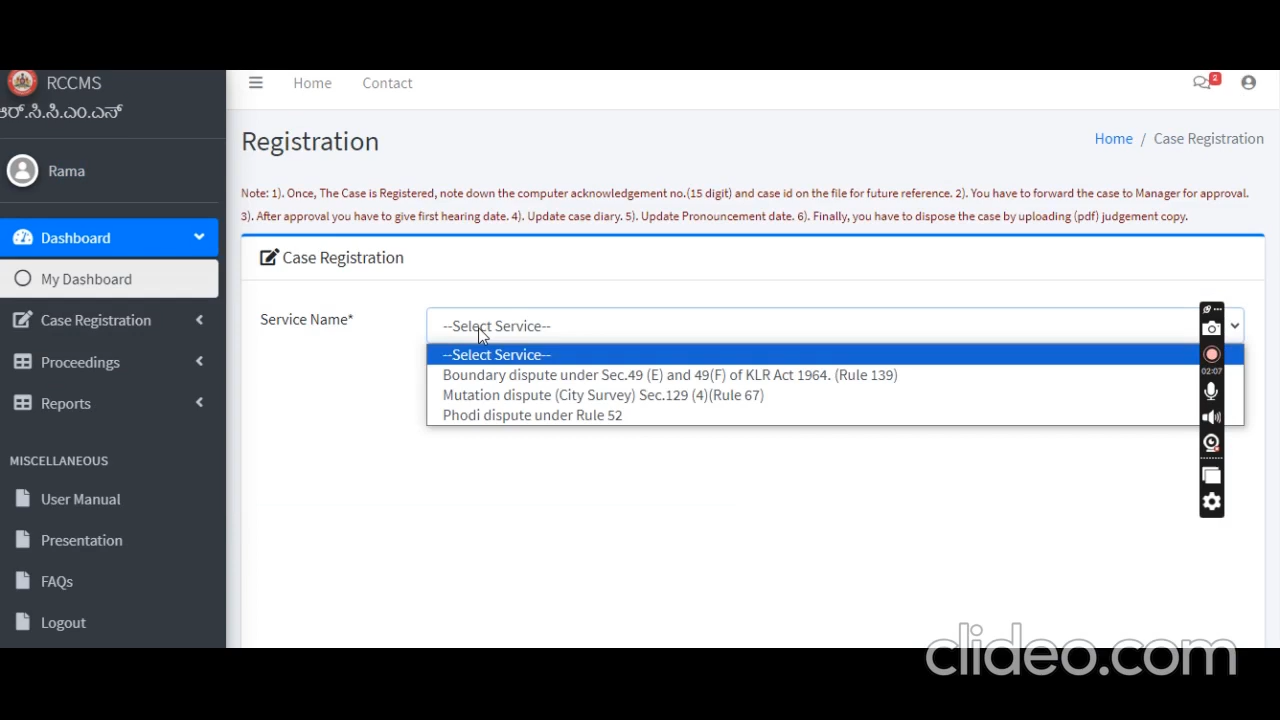 RCCMS
ಆರ್.ಸಿ.ಸಿ.ಎಂ.ಎಸ್
Rama
Dashboard
My Dashboard
Case Registration
Proceedings
Reports
MISCELLANEOUS
User Manual
Presentation
FAQs
Logout
Home Contact
2
Registration
Home / Case Registration
Note: 1). Once, The Case is Registered, note down the computer acknowledgement no.(15 digit) and case id on the file for future reference. 2). You have to forward the case to Manager for approval.
3). After approval you have to give first hearing date. 4). Update case diary. 5). Update Pronouncement date. 6). Finally, you have to dispose the case by uploading (pdf) judgement copy.
Case Registration
Service Name*
--Select Service--
--Select Service--
Boundary dispute under Sec.49 (E) and 49(F) of KLR Act 1964. (Rule 139)
Mutation dispute (City Survey) Sec.129 (4)(Rule 67)
Phodi dispute under Rule 52
02:07
clideo.com